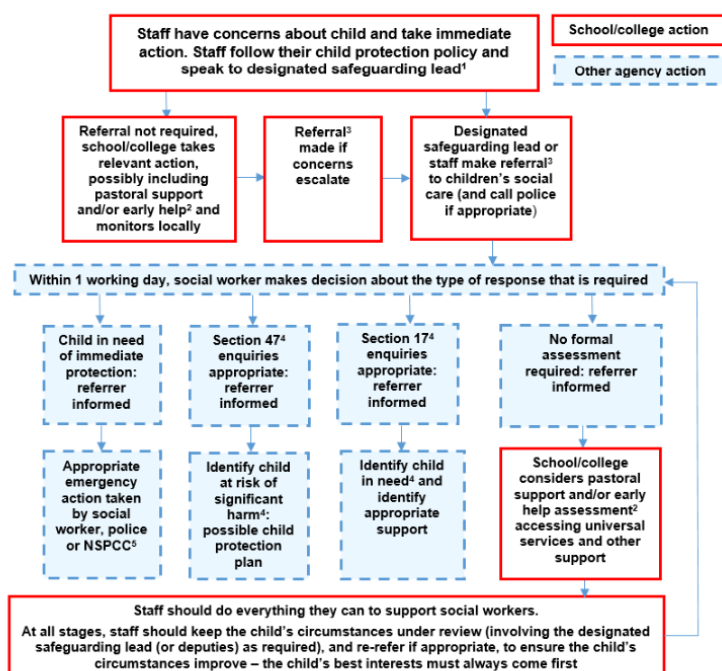 Staff have concerns about child and take immediate
action. Staff follow their child protection policy and
speak to designated safeguarding lead¹
School/college action
Other agency action
Referral not required,
school/college takes
relevant action,
possibly including
pastoral support
and/or early help² and
monitors locally
Referral³
made if
concerns
escalate
Designated
safeguarding lead or
staff make referral³
to children's social
care (and call police
if appropriate)
Within 1 working day, social worker makes decision about the type of response that is required
Child in need
of immediate
protection:
referrer
informed
Section 47⁴
enquiries
appropriate:
referrer
informed
Section 17⁴
enquiries
appropriate:
referrer
informed
No formal
assessment
required: referrer
informed
Appropriate
emergency
action taken
by social
worker, police
or NSPCC⁵
Identify child
at risk of
significant
harm⁴:
possible child
protection
plan
Identify child
in need⁴ and
identify
appropriate
support
School/college
considers pastoral
support and/or early
help assessment²
accessing universal
services and other
support
Staff should do everything they can to support social workers.
At all stages, staff should keep the child's circumstances under review (involving the designated
safeguarding lead (or deputies) as required), and re-refer if appropriate, to ensure the child's
circumstances improve – the child's best interests must always come first